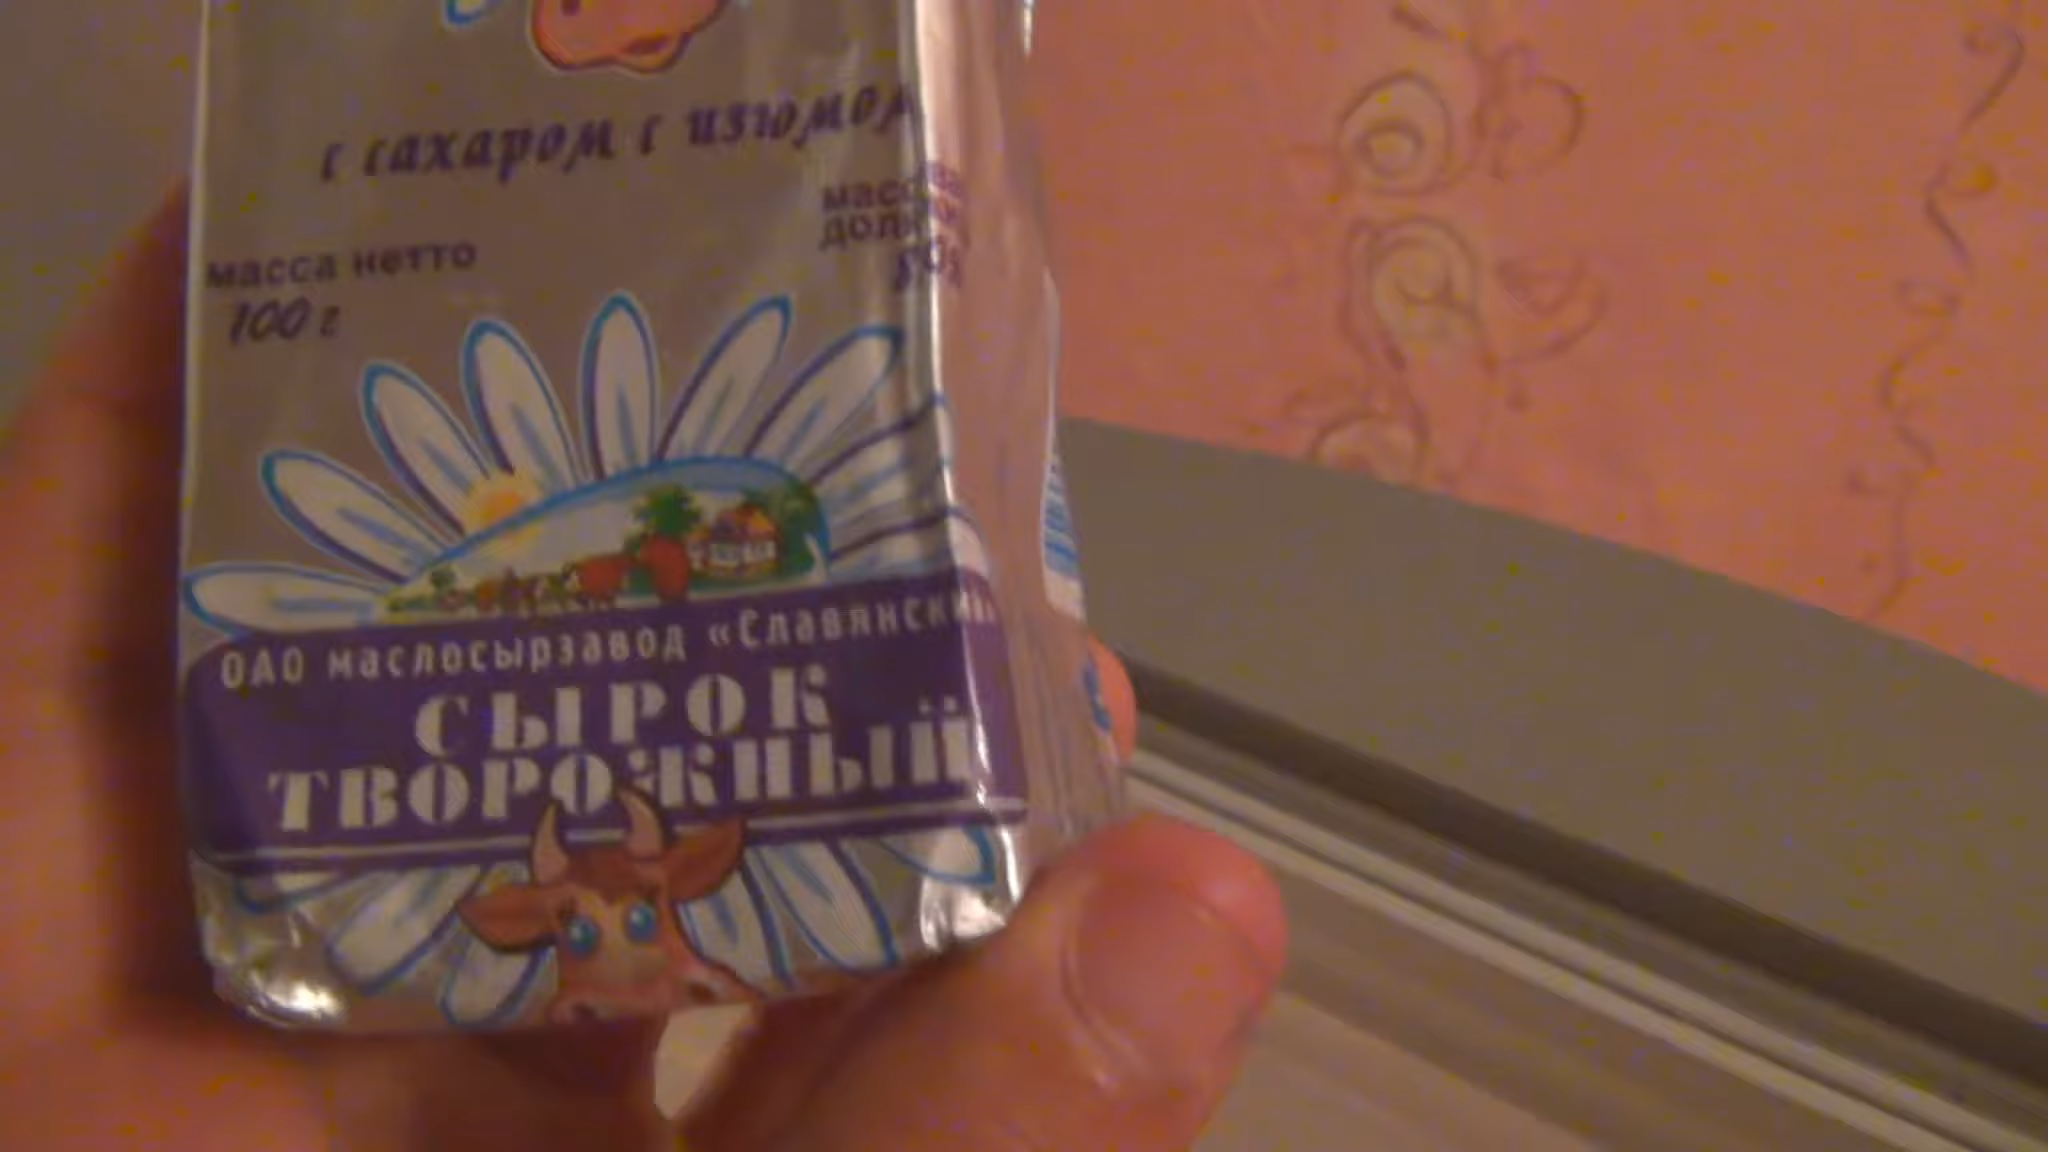 с сахаром с изюмом
масса нетто
100 г
ОАО маслосырзавод «Славянский
СЫРОК
ТВОРОЖНЫЙ